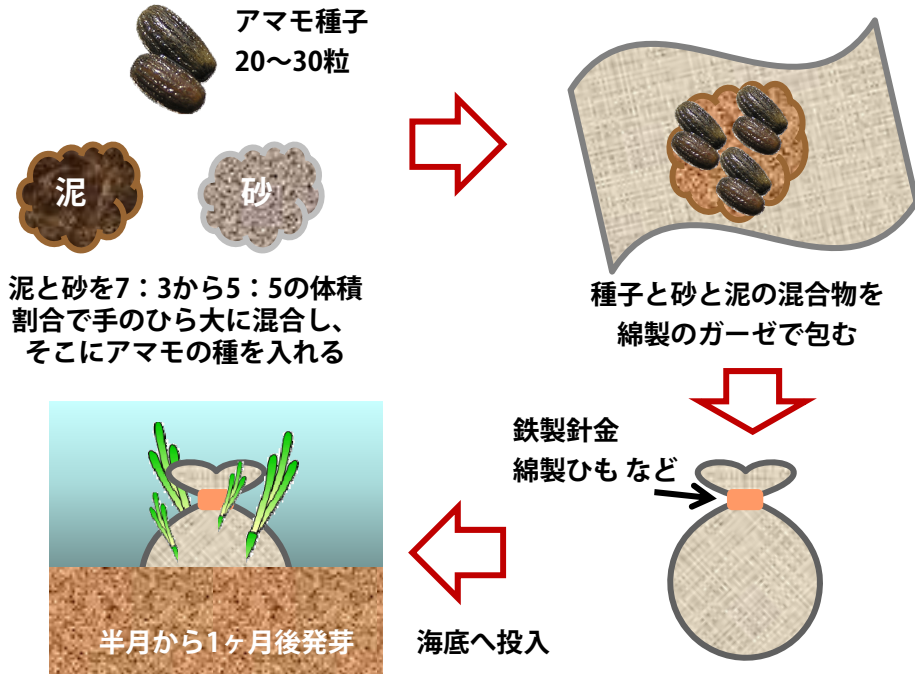 アマモ種子
20〜30粒
泥
砂
泥と砂を7：3から5：5の体積
割合で手のひら大に混合し、
そこにアマモの種を入れる
種子と砂と泥の混合物を
綿製のガーゼで包む
鉄製針金
綿製ひも など
海底へ投入
半月から1ヶ月後発芽